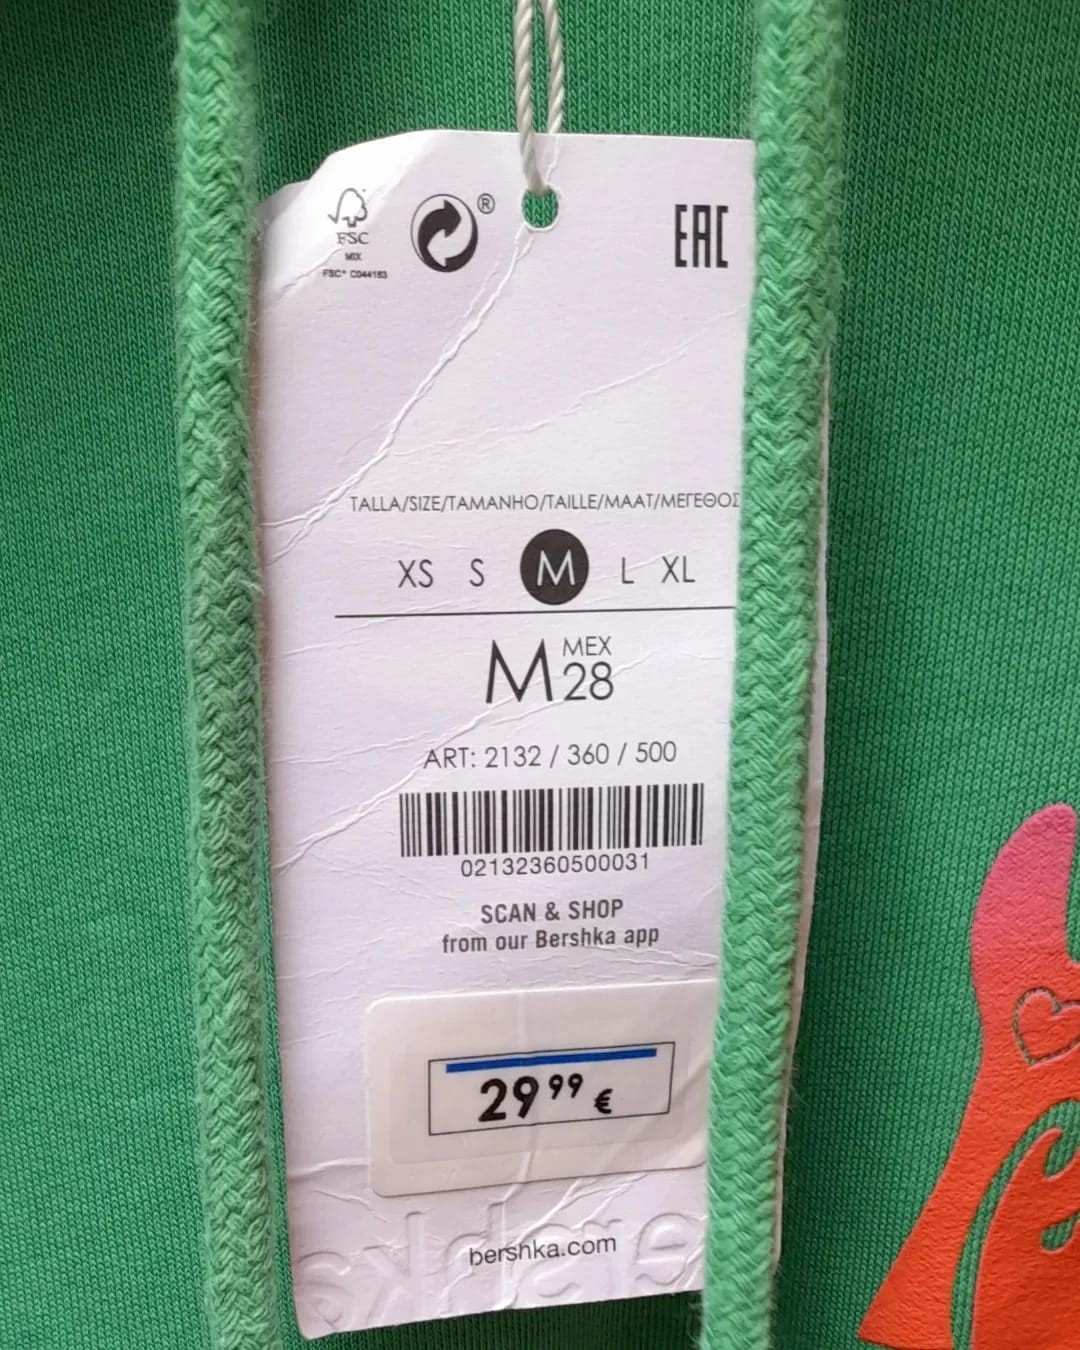 FSC
MIX
FSC® C044153
®
EAC
TALLA/SIZE/TAMANHO/TAILLE/MAAT/ΜΕΓΕΘΟΣ
XS S M L XL
M MEX 28
ART: 2132 / 360 / 500
02132360500031
SCAN & SHOP
from our Bershka app
29 99 €
bershka.com